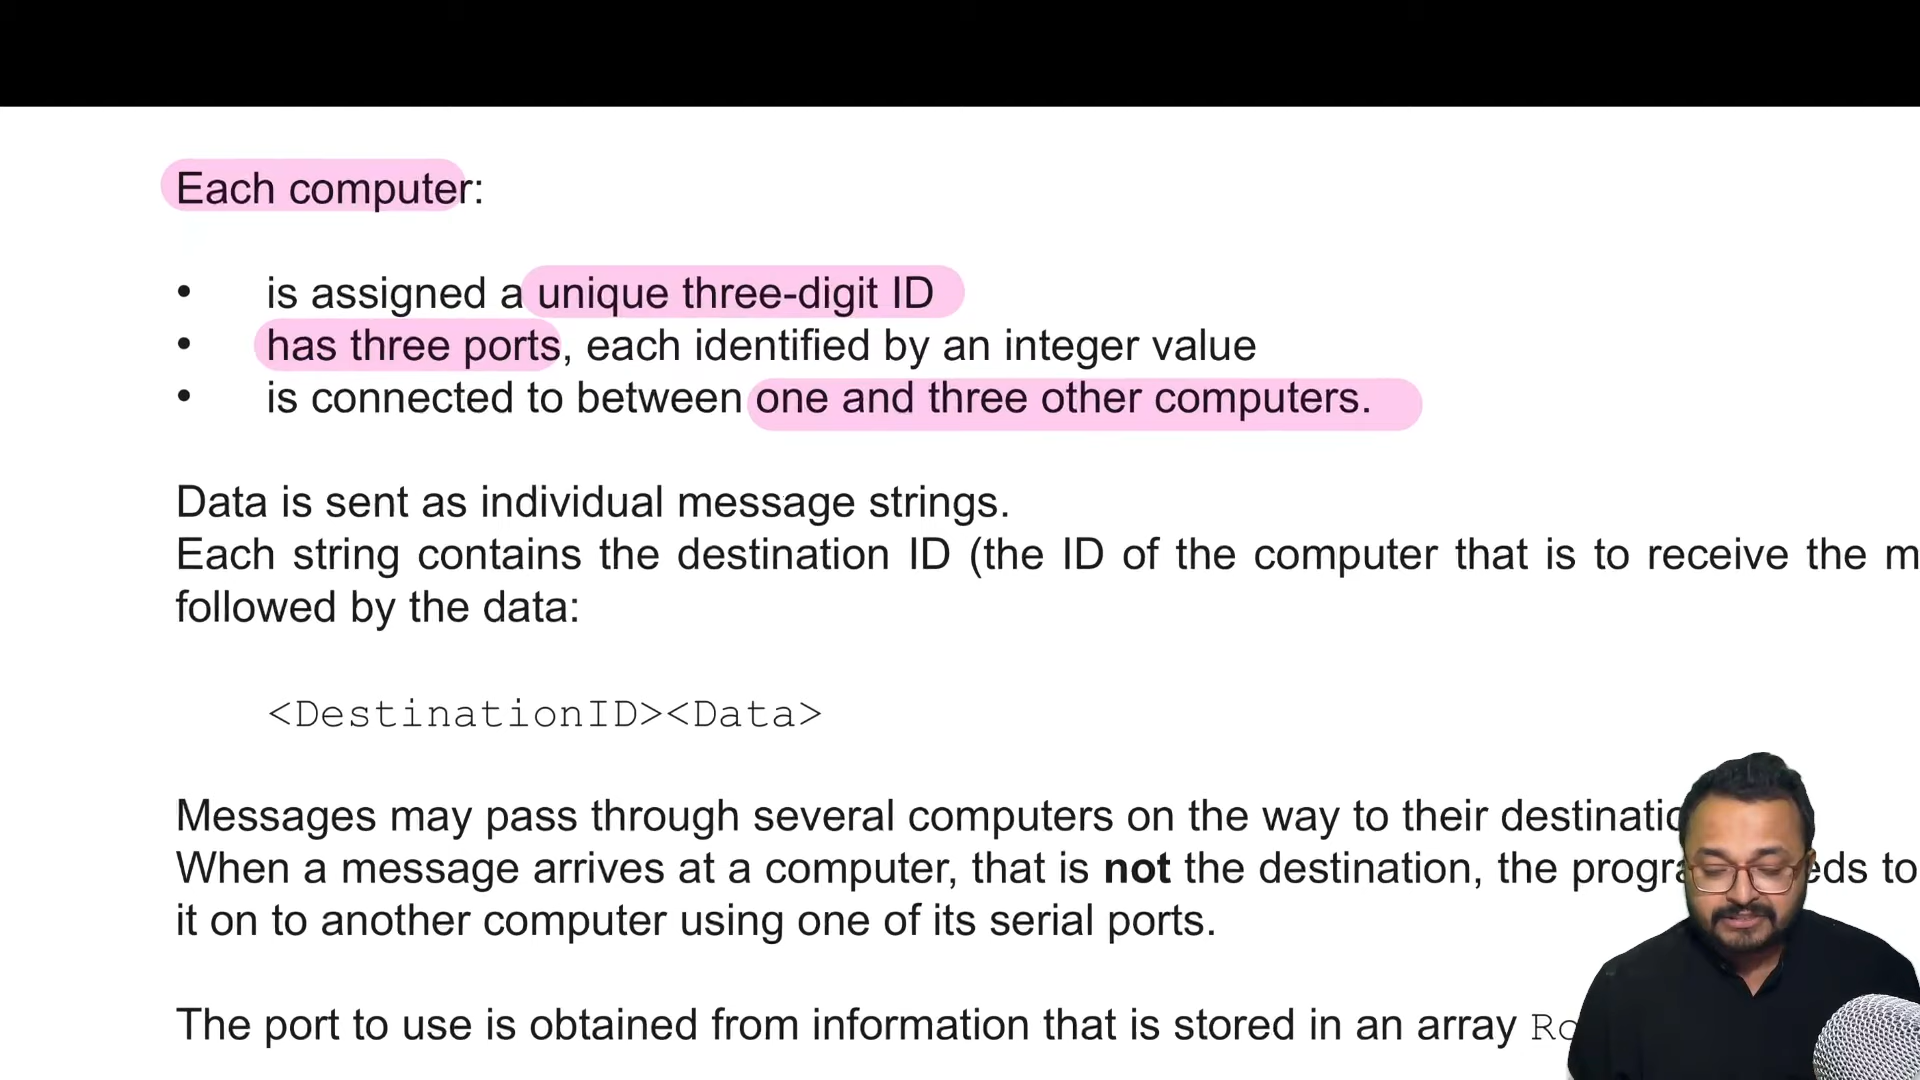 Each computer:
• is assigned a unique three-digit ID
• has three ports, each identified by an integer value
• is connected to between one and three other computers.
Data is sent as individual message strings.
Each string contains the destination ID (the ID of the computer that is to receive the
followed by the data:
<DestinationID><Data>
Messages may pass through several computers on the way to their
When a message arrives at a computer, that is not the destination, the to
it on to another computer using one of its serial ports.
The port to use is obtained from information that is stored in an array